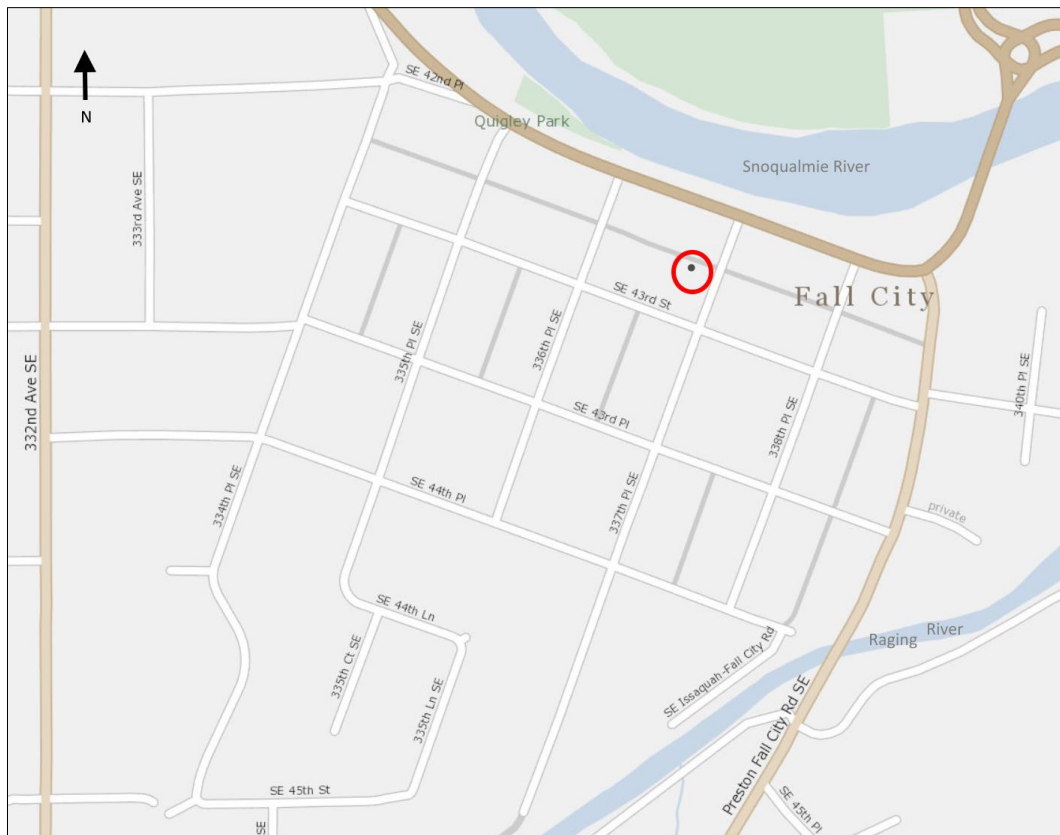 SE 42nd Pl
N
Quigley Park
Snoqualmie River
333rd Ave SE
SE 43rd St
Fall City
336th Pl SE
335th Pl SE
340th Pl SE
332nd Ave SE
SE 43rd Pl
338th Pl SE
334th Pl SE
SE 44th Pl
337th Pl SE
private
SE 44th Ln
River
Raging
335th Ct SE
SE Issaquah-Fall City Rd
335th Ln SE
Preston Fall City Rd SE
SE 45th St
SE 45th Pl
SE